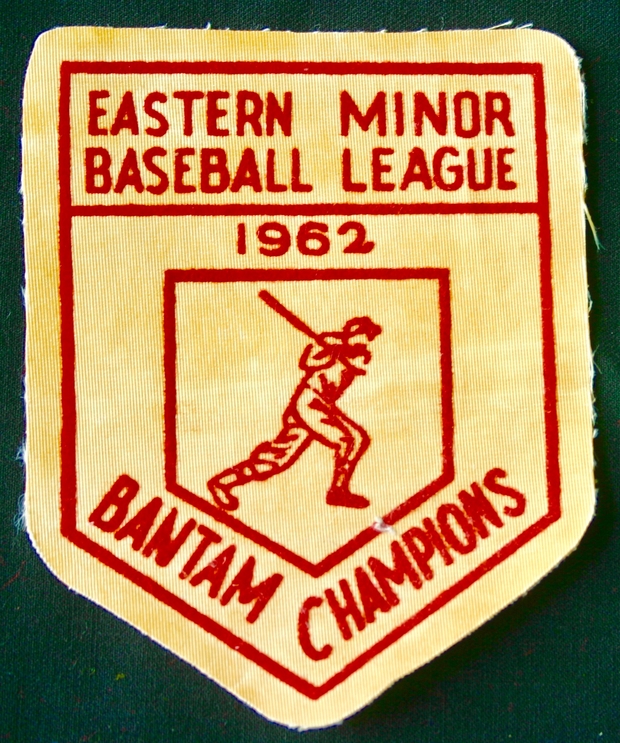 EASTERN MINOR
BASEBALL LEAGUE
1962
BANTAM CHAMPIONS